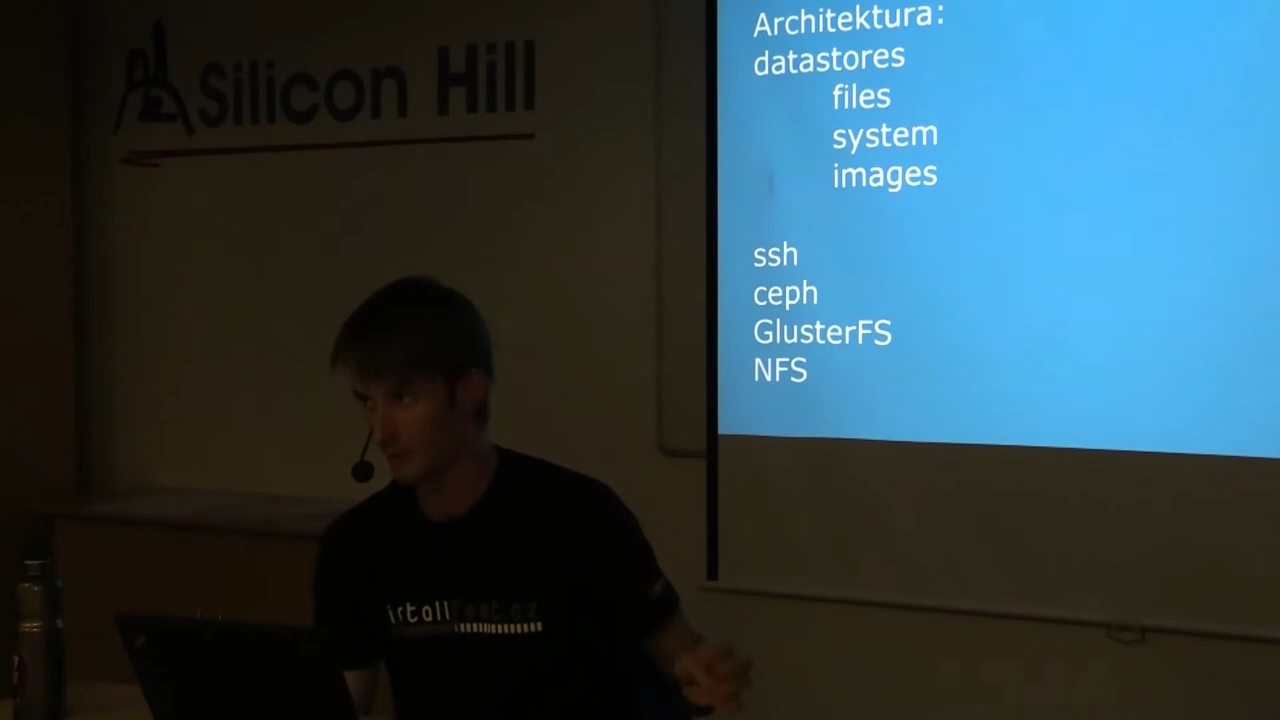 Silicon Hill
Architektura:
datastores
files
system
images
ssh
ceph
GlusterFS
NFS